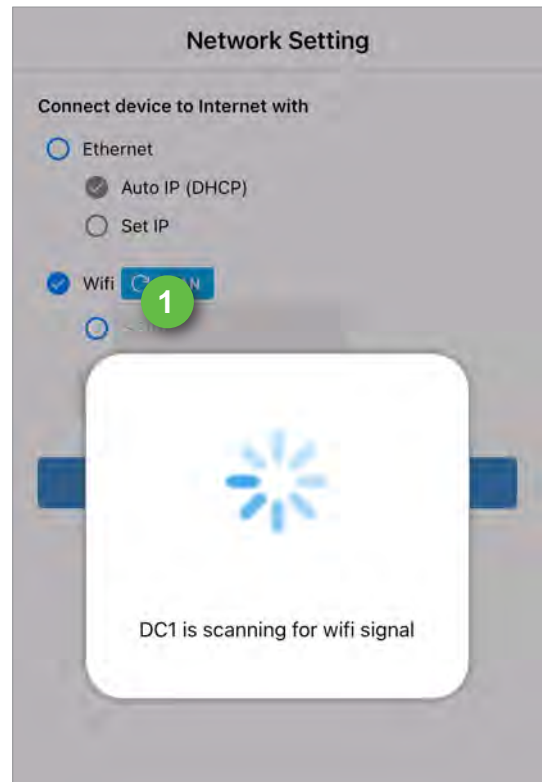 Network Setting
Connect device to Internet with
Ethernet
Auto IP (DHCP)
Set IP
Wifi
1
DC1 is scanning for wifi signal